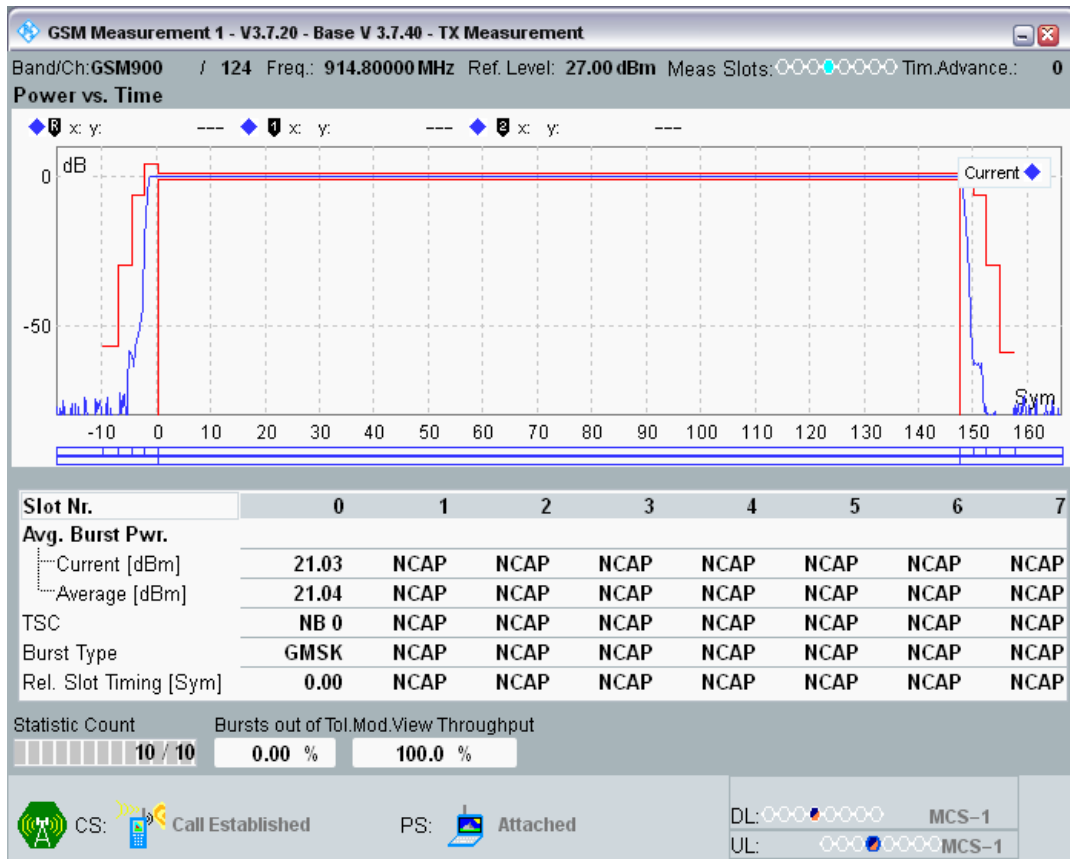 GSM Measurement 1 - V3.7.20 - Base V 3.7.40 - TX Measurement
Band/Ch:GSM900 / 124 Freq.: 914.80000 MHz Ref. Level: 27.00 dBm Meas Slots: Tim.Advance.: 0
Power vs. Time
R x: y: --- 1 x: y: --- 2 x: y: ---
dB
Current
0
-50
Sym
-10 0 10 20 30 40 50 60 70 80 90 100 110 120 130 140 150 160
Slot Nr. 0 1 2 3 4 5 6 7
Avg. Burst Pwr.
Current [dBm] 21.03 NCAP NCAP NCAP NCAP NCAP NCAP NCAP
Average [dBm] 21.04 NCAP NCAP NCAP NCAP NCAP NCAP NCAP
TSC NB 0 NCAP NCAP NCAP NCAP NCAP NCAP NCAP
Burst Type GMSK NCAP NCAP NCAP NCAP NCAP NCAP NCAP
Rel. Slot Timing [Sym] 0.00 NCAP NCAP NCAP NCAP NCAP NCAP NCAP
Statistic Count Bursts out of Tol.Mod.View Throughput
10 / 10 0.00 % 100.0 %
CS: Call Established PS: Attached DL: MCS-1
UL: MCS-1